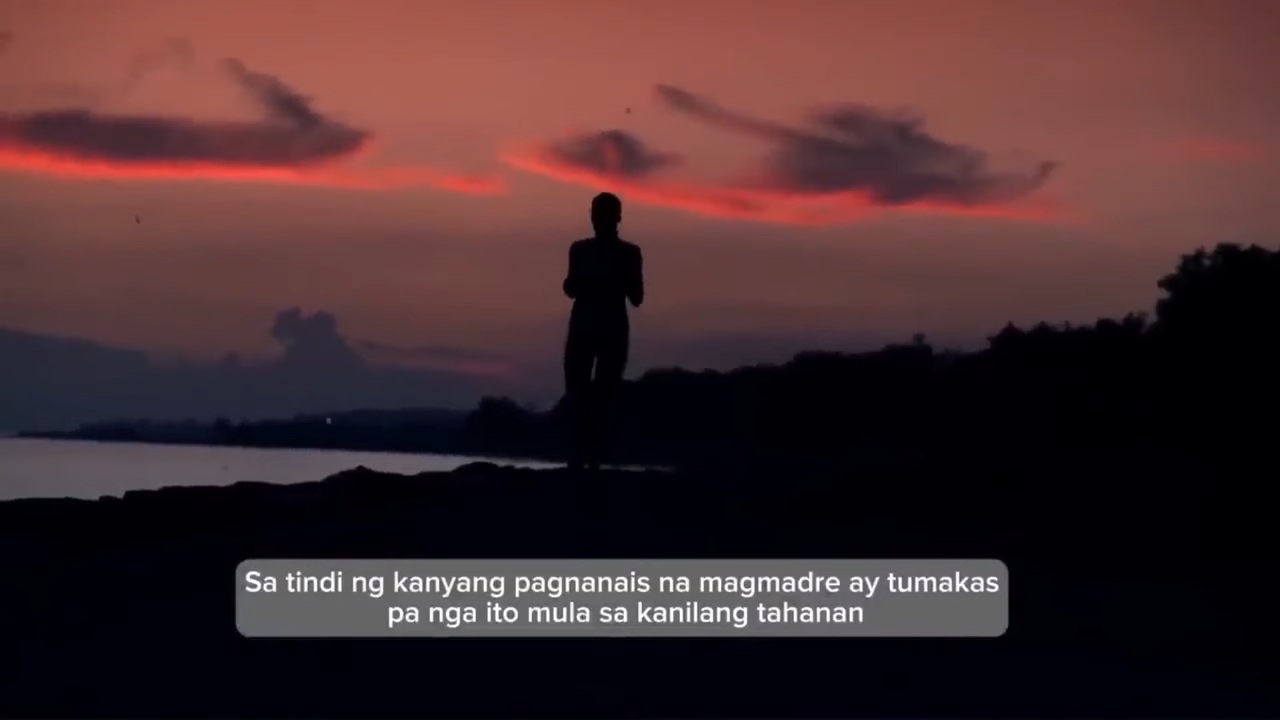 Sa tindi ng kanyang pagnanais na magmadre ay tumakas
pa nga ito mula sa kanilang tahanan